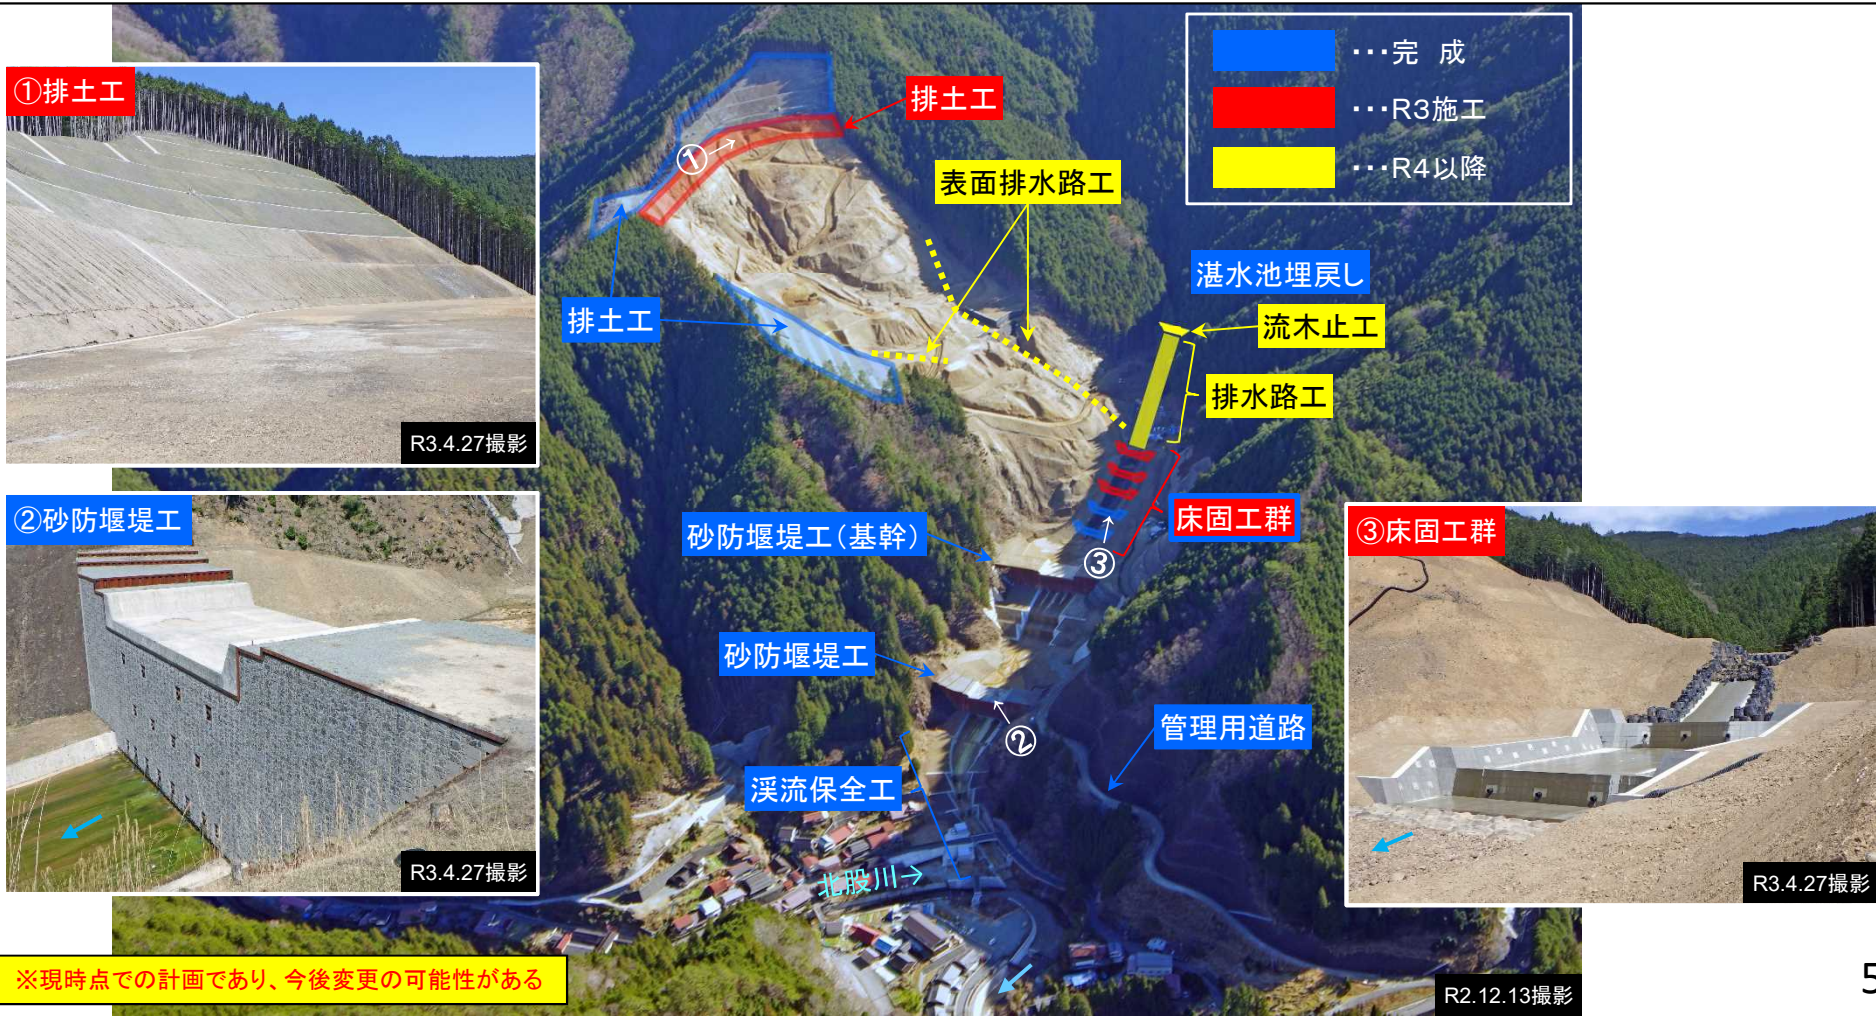 ･･･完　成
･･･R3施工
･･･R4以降
①排土工
R3.4.27撮影
排土工
①→
表面排水路工
湛水池埋戻し
流木止工
排水路工
排土工
②砂防堰堤工
R3.4.27撮影
砂防堰堤工（基幹）
床固工群
③
③床固工群
R3.4.27撮影
砂防堰堤工
②
管理用道路
渓流保全工
北股川→
※現時点での計画であり、今後変更の可能性がある
R2.12.13撮影
5